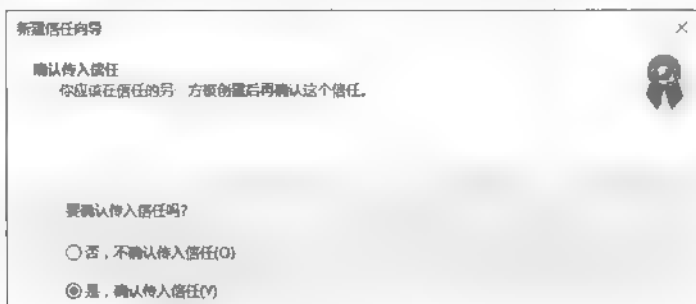 新建信任向导
确认传入信任
你应该在信任的另一方被创建后再确认这个信任。
要确认传入信任吗?
否，不确认传入信任(O)
是，确认传入信任(V)